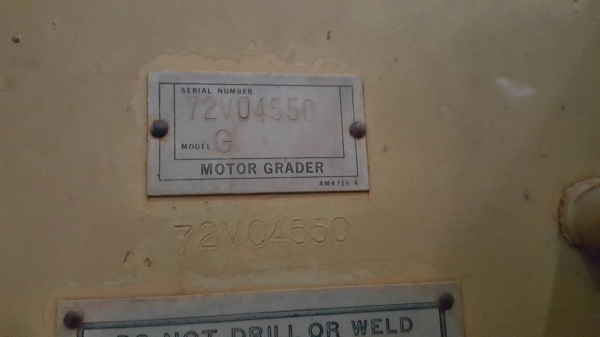 SERIAL NUMBER
72V04550
MODEL G
MOTOR GRADER
4M4716-4
72V04550
DO NOT DRILL OR WELD